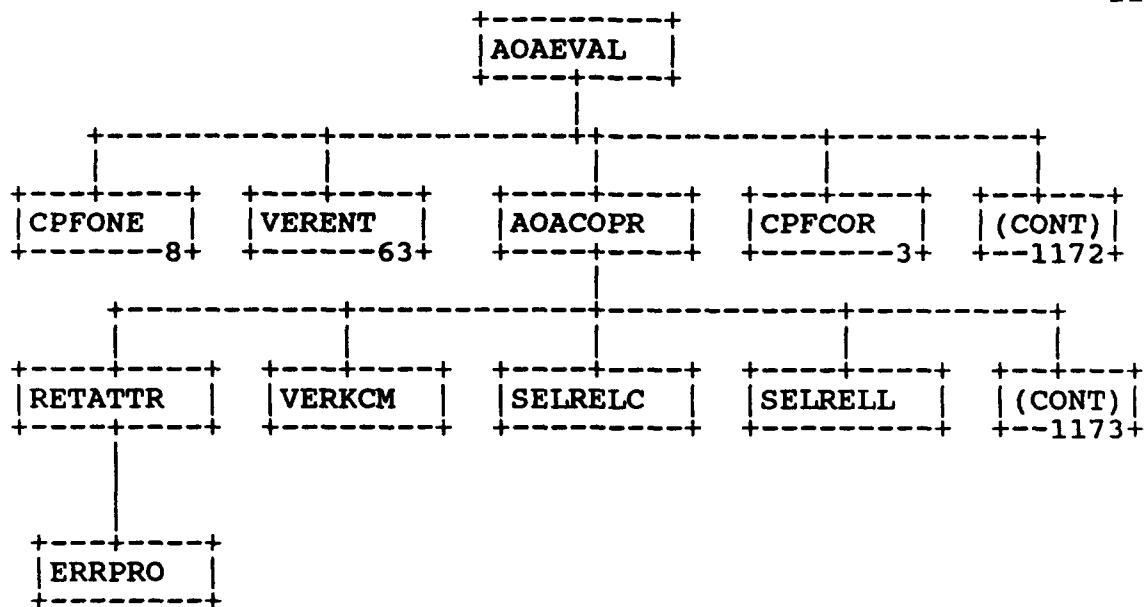 AOAEVAL
CPFONE VERENT AOACOPR CPFCOR (CONT)
8 63 3 1172
RETATTR VERKCM SELRELC SELRELL (CONT)
1173
ERRPRO